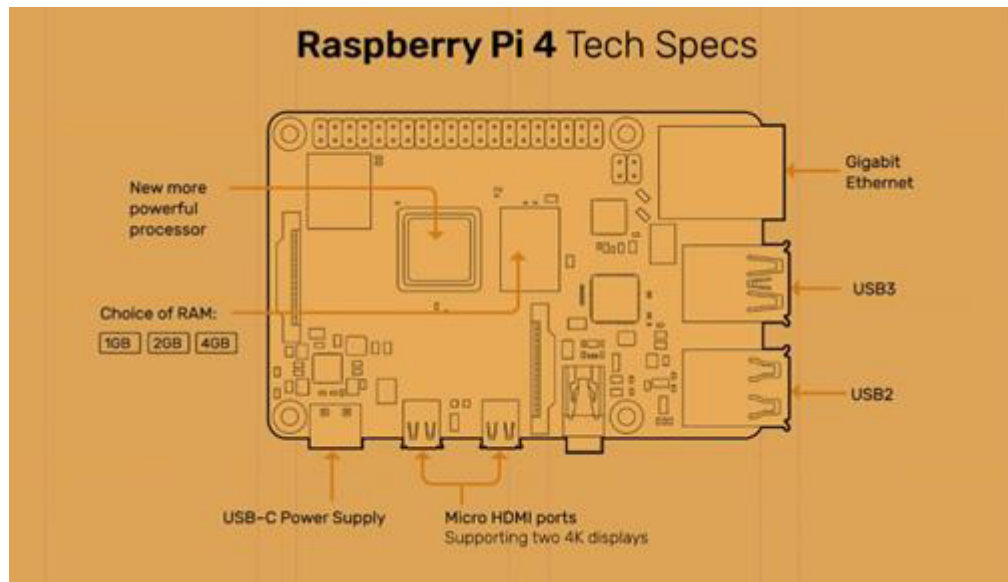 Raspberry Pi 4 Tech Specs
New more
powerful
processor
Choice of RAM:
1GB 2GB 4GB
Gigabit
Ethernet
USB3
USB2
USB-C Power Supply
Micro HDMI ports
Supporting two 4K displays